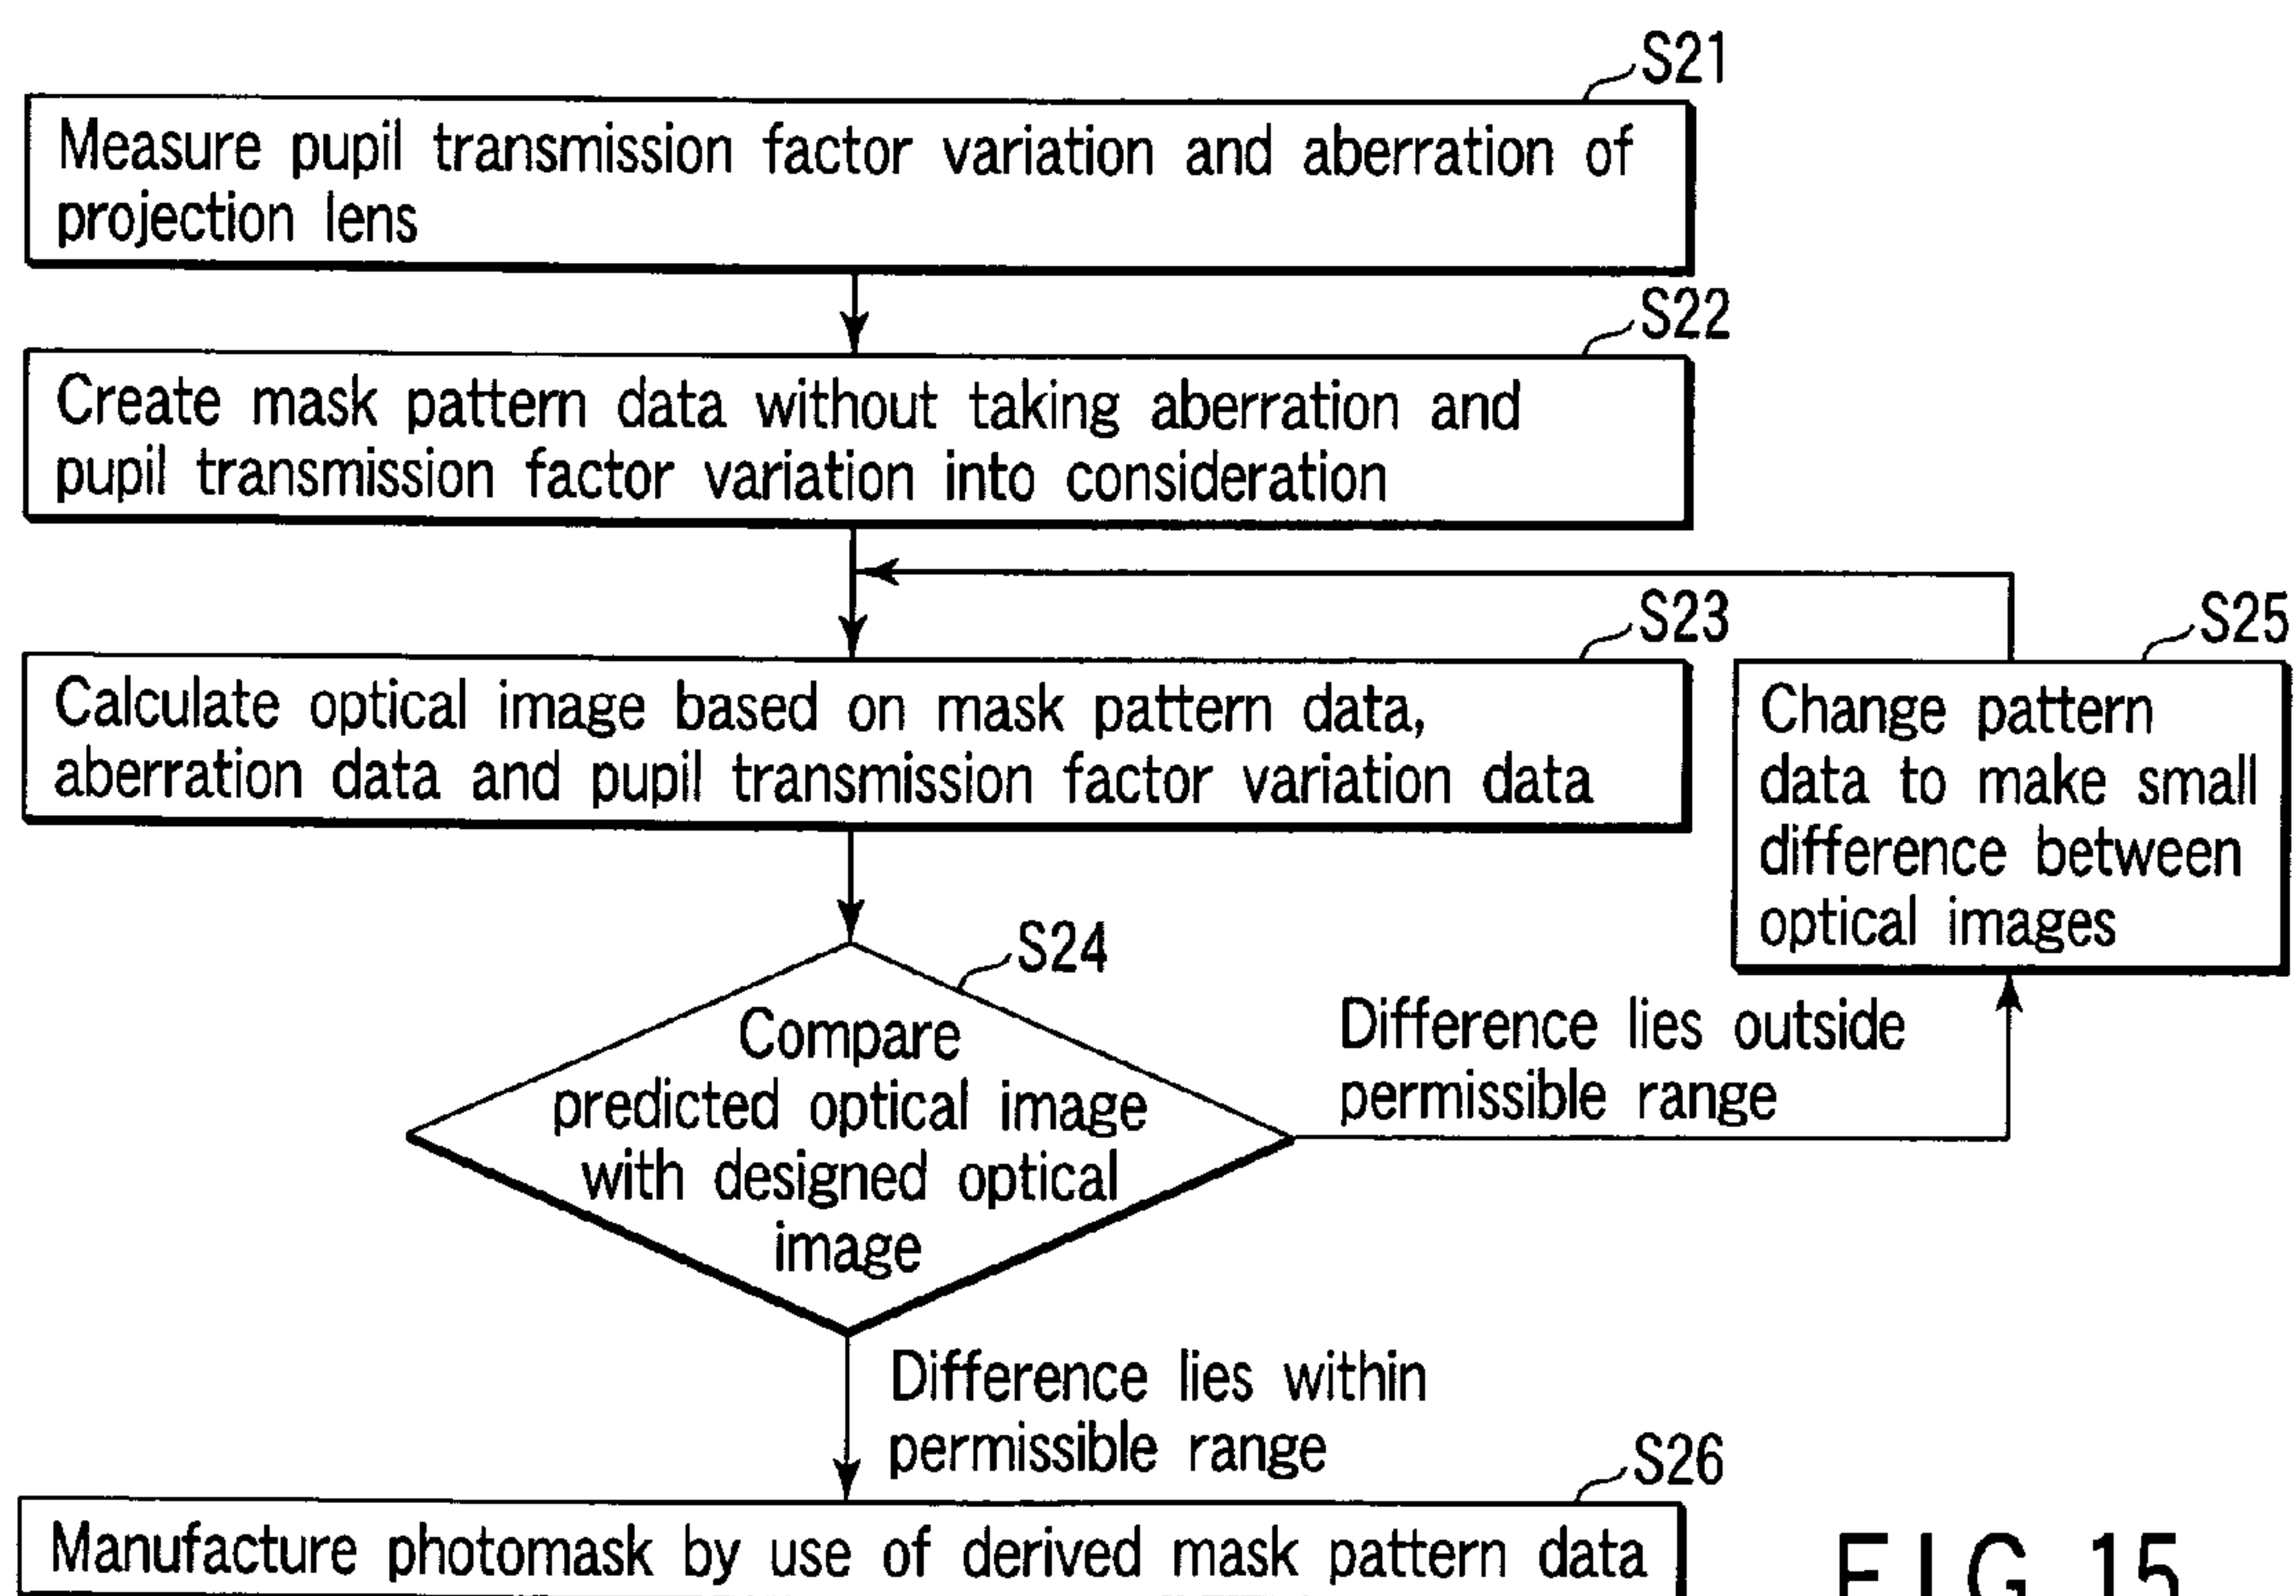 S21
Measure pupil transmission factor variation and aberration of
projection lens
S22
Create mask pattern data without taking aberration and
pupil transmission factor variation into consideration
S23
Calculate optical image based on mask pattern data,
aberration data and pupil transmission factor variation data
S25
Change pattern
data to make small
difference between
optical images
S24
Compare
predicted optical image
with designed optical
image
Difference lies outside
permissible range
Difference lies within
permissible range
S26
Manufacture photomask by use of derived mask pattern data
FIG. 15